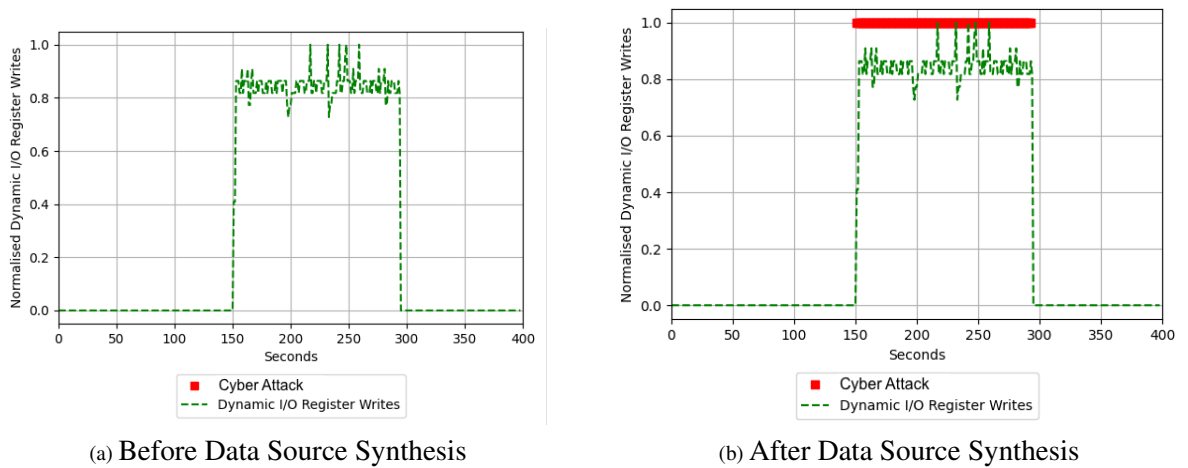 Normalised Dynamic I/O Register Writes
1.0
0.8
0.6
0.4
0.2
0.0
0 50 100 150 200 250 300 350 400
Seconds
Cyber Attack
Dynamic I/O Register Writes
(a) Before Data Source Synthesis
Normalised Dynamic I/O Register Writes
1.0
0.8
0.6
0.4
0.2
0.0
0 50 100 150 200 250 300 350 400
Seconds
Cyber Attack
Dynamic I/O Register Writes
(b) After Data Source Synthesis